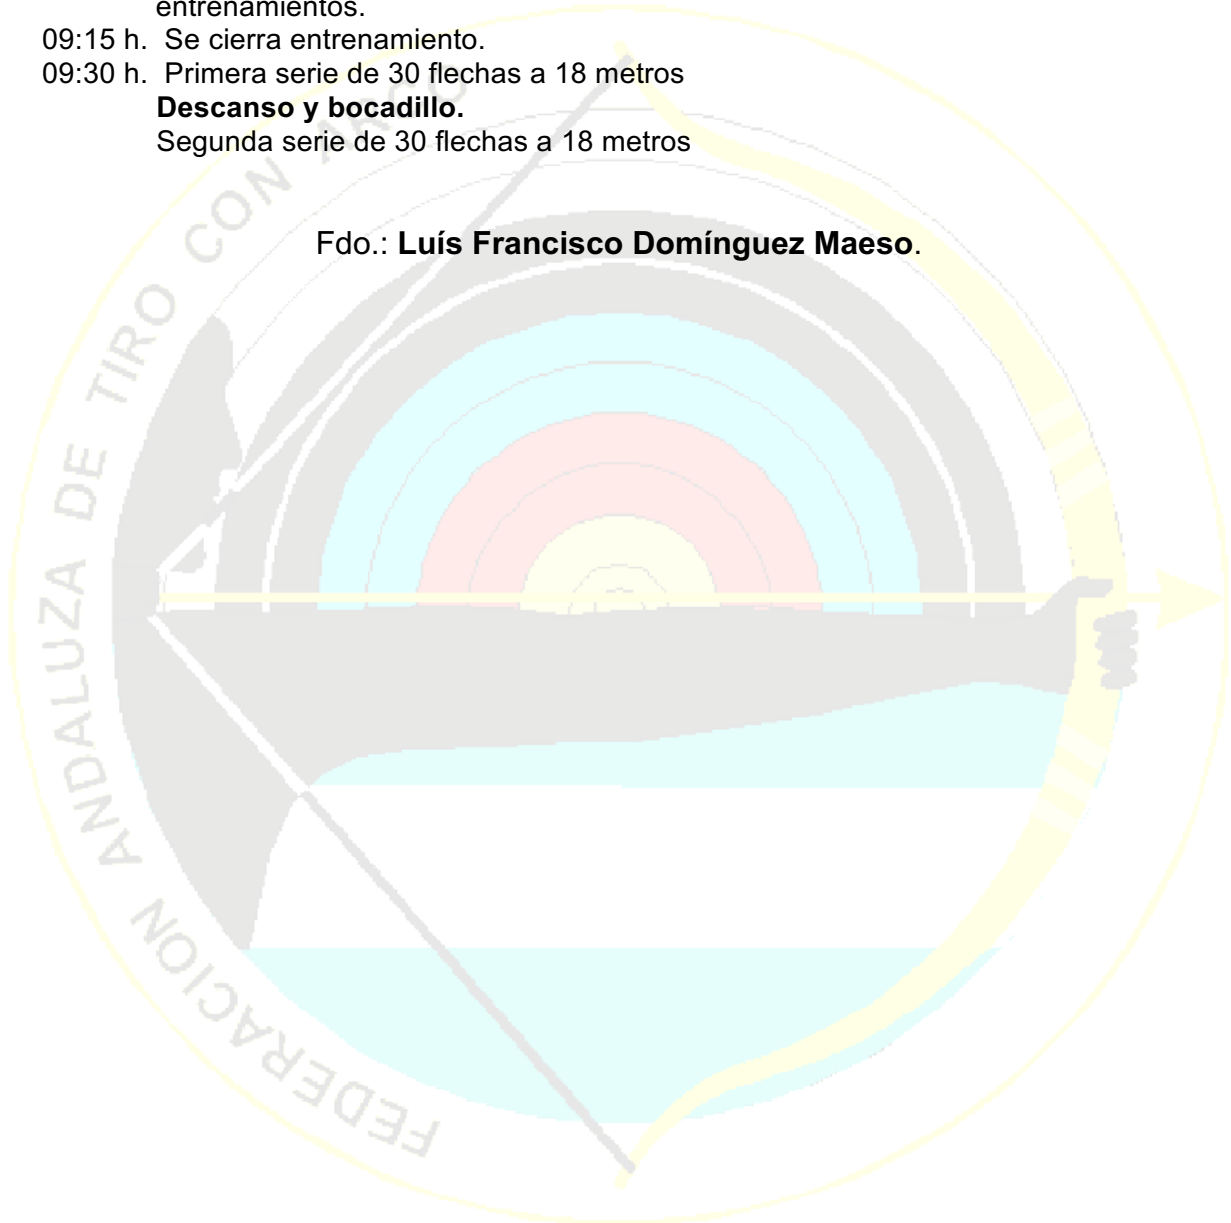 entrenamientos.
09:15 h. Se cierra entrenamiento.
09:30 h. Primera serie de 30 flechas a 18 metros
Descanso y bocadillo.
Segunda serie de 30 flechas a 18 metros
Fdo.: Luís Francisco Domínguez Maeso.
FEDERACION ANDALUZA DE TIRO CON ARCO